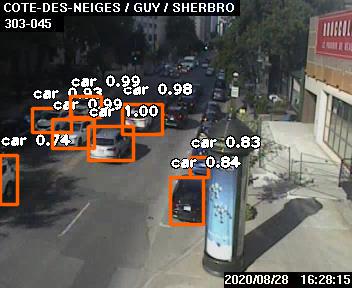 COTE-DES-NEIGES / GUY / SHERBRO
303-045
car 0.99
car 0.93
car 0.98
car 0.99
car 1.00
car 0.74
car 0.83
car 0.84
2020/08/28 16:28:15